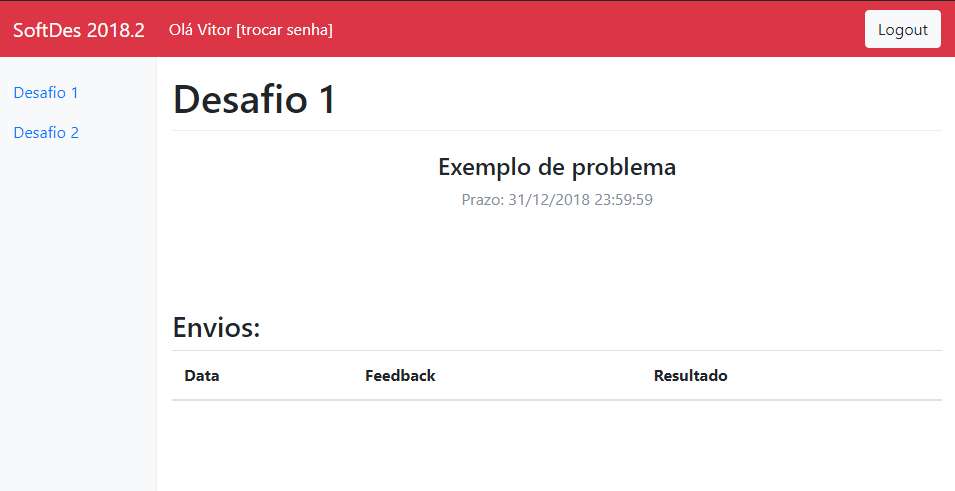 SoftDes 2018.2 Olá Vitor [trocar senha] Logout
Desafio 1
Desafio 2
Desafio 1
Exemplo de problema
Prazo: 31/12/2018 23:59:59
Envios:
Data Feedback Resultado